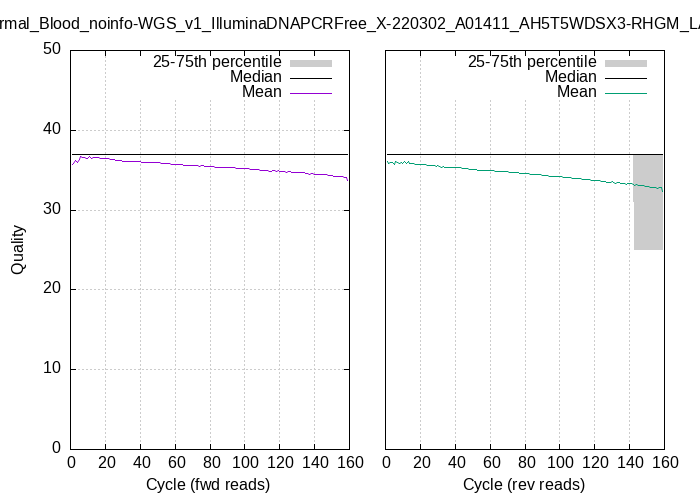 rmal_Blood_noinfo-WGS_v1_IlluminaDNAPCRFree_X-220302_A01411_AH5T5WDSX3-RHGM_LA
25-75th percentile
Median
Mean
50
40
30
20
10
0
Quality
0 20 40 60 80 100 120 140 160
Cycle (fwd reads)
25-75th percentile
Median
Mean
0 20 40 60 80 100 120 140 160
Cycle (rev reads)